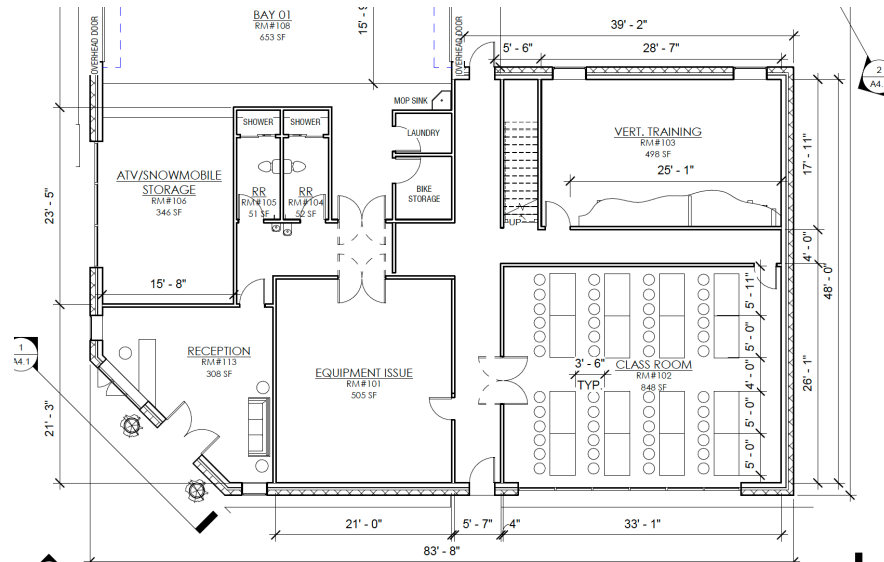 BAY 01
RM#108
653 SF
OVERHEAD DOOR
OVERHEAD DOOR
39' - 2"
5' - 6"
28' - 7"
2
MOP SINK
SHOWER
SHOWER
LAUNDRY
VERT. TRAINING
RM#103
498 SF
25' - 1"
17' - 11"
ATV/SNOWMOBILE
STORAGE
RM#106
346 SF
RR
RM#105
51 SF
RR
RM#104
52 SF
BIKE
STORAGE
UP
23' - 5"
4' - 0"
48' - 0"
15' - 8"
5' - 11"
5' - 0"
4' - 0"
5' - 0"
5' - 0"
1
A4.1
RECEPTION
RM#113
308 SF
EQUIPMENT ISSUE
RM#101
505 SF
3' - 6"
TYP.
CLASS ROOM
RM#102
848 SF
26' - 1"
21' - 3"
21' - 0"
5' - 7"
4"
33' - 1"
83' - 8"